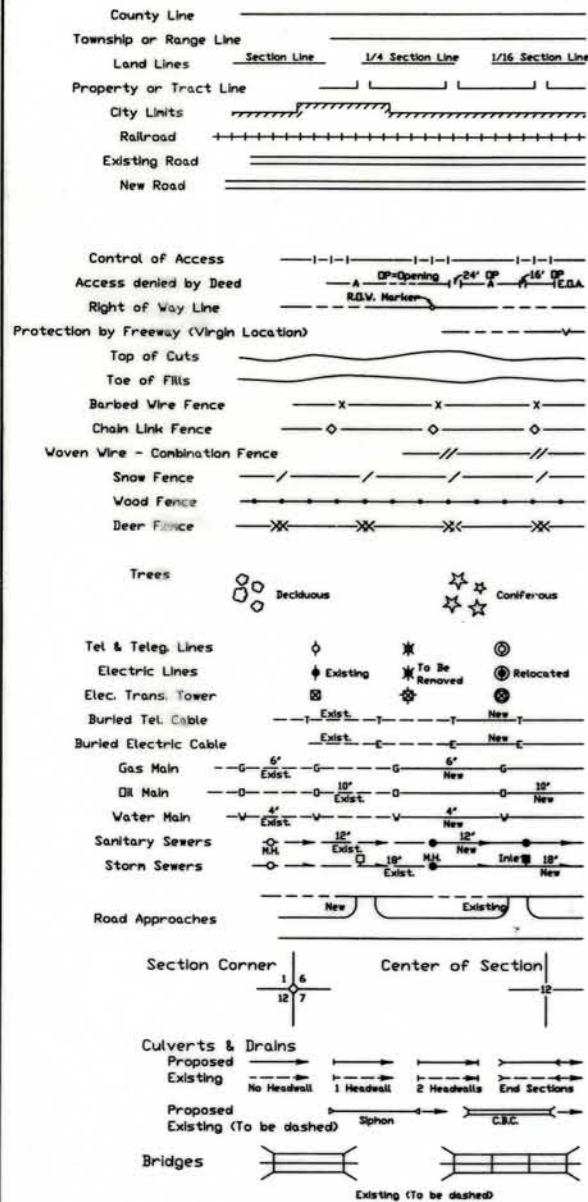 County Line
Township or Range Line
Land Lines Section Line 1/4 Section Line 1/16 Section Line
Property or Tract Line
City Limits
Railroad
Existing Road
New Road
Control of Access
Access denied by Deed A OP=Opening 24' OP A 16' OP E.O.A.
R.O.W. Marker
Right of Way Line
Protection by Freeway (Virgin Location)
Top of Cuts
Toe of Fills
Barbed Wire Fence X X X
Chain Link Fence
Woven Wire - Combination Fence
Snow Fence
Wood Fence
Deer Fence
Trees Deciduous Coniferous
Tel & Teleg. Lines
Electric Lines Existing To Be Removed Relocated
Elec. Trans. Tower
Buried Tel. Cable T Exist. T T New T
Buried Electric Cable Exist. E E New E
Gas Main G 6" Exist. G G 6" New G
Oil Main O O 10" Exist. O O 10" New
Water Main W 4" Exist. W W 4" New W
Sanitary Sewers M.H. 12" Exist. 12" New
Storm Sewers 18" Exist. M.H. Inlet 18" New
Road Approaches New Existing
Section Corner Center of Section
1 6
12 7 12
Culverts & Drains
Proposed
Existing
No Headwall 1 Headwall 2 Headwalls End Sections
Proposed
Existing (To be dashed) Siphon C.B.C.
Bridges
Existing (To be dashed)